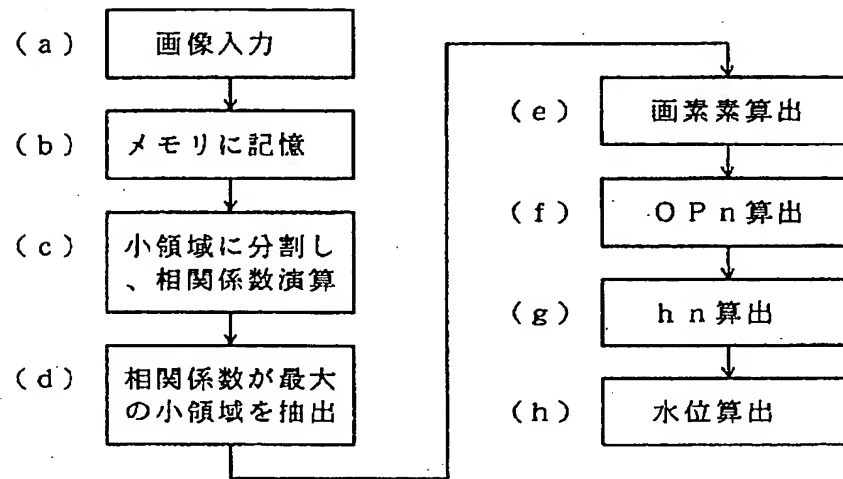 (a) 画像入力
(b) メモリに記憶
(c) 小領域に分割し
、相関係数演算
(d) 相関係数が最大
の小領域を抽出
(e) 画素素算出
(f) OPn算出
(g) hn算出
(h) 水位算出